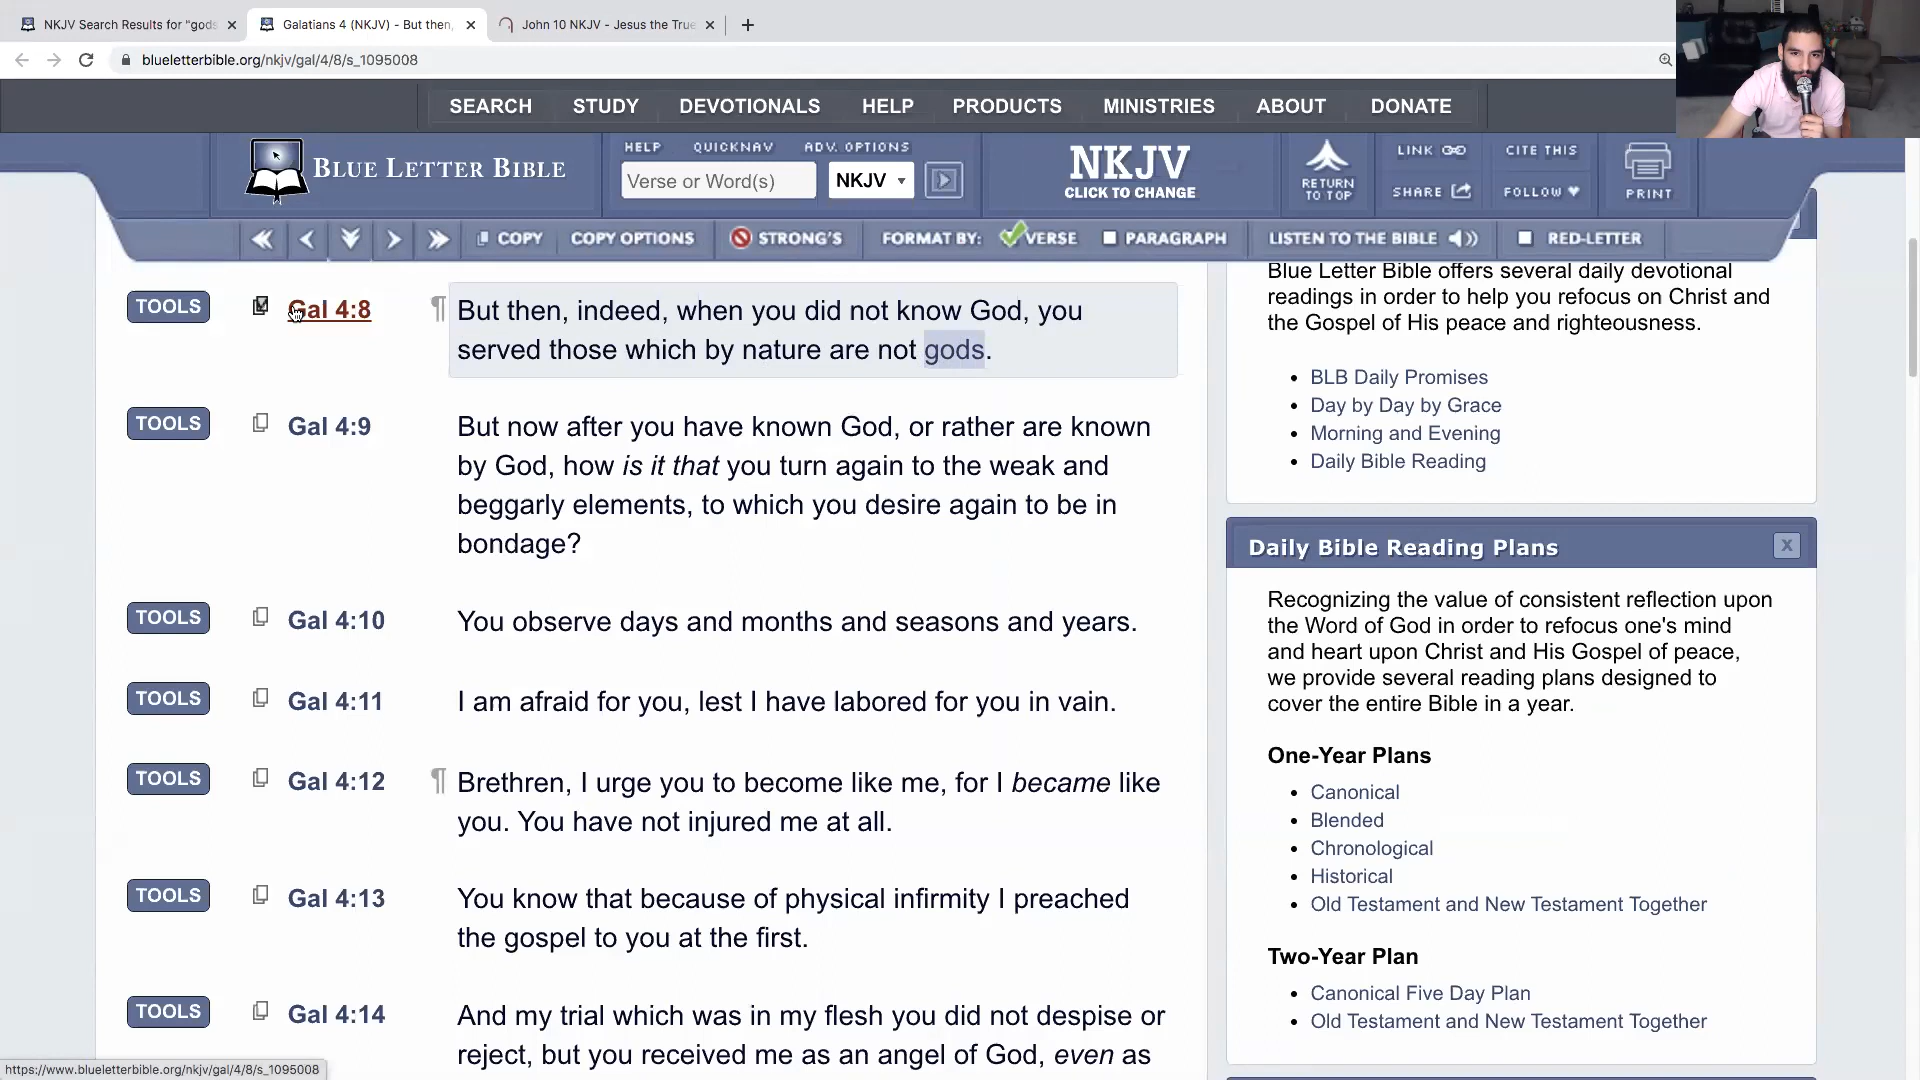 NKJV Search Results for "gods
Galatians 4 (NKJV) - But then,
John 10 NKJV - Jesus the True
blueletterbible.org/nkjv/gal/4/8/s_1095008
SEARCH STUDY DEVOTIONALS HELP PRODUCTS MINISTRIES ABOUT DONATE
BLUE LETTER BIBLE
HELP QUICKNAV ADV. OPTIONS
Verse or Word(s)
NKJV
NKJV
CLICK TO CHANGE
RETURN
TO TOP
LINK
CITE THIS
SHARE
FOLLOW
PRINT
COPY COPY OPTIONS STRONG'S FORMAT BY: VERSE PARAGRAPH LISTEN TO THE BIBLE RED-LETTER
TOOLS Gal 4:8 ¶ But then, indeed, when you did not know God, you
served those which by nature are not gods.
TOOLS Gal 4:9 But now after you have known God, or rather are known
by God, how is it that you turn again to the weak and
beggarly elements, to which you desire again to be in
bondage?
TOOLS Gal 4:10 You observe days and months and seasons and years.
TOOLS Gal 4:11 I am afraid for you, lest I have labored for you in vain.
TOOLS Gal 4:12 ¶ Brethren, I urge you to become like me, for I became like
you. You have not injured me at all.
TOOLS Gal 4:13 You know that because of physical infirmity I preached
the gospel to you at the first.
TOOLS Gal 4:14 And my trial which was in my flesh you did not despise or
reject, but you received me as an angel of God, even as
Blue Letter Bible offers several daily devotional
readings in order to help you refocus on Christ and
the Gospel of His peace and righteousness.
• BLB Daily Promises
• Day by Day by Grace
• Morning and Evening
• Daily Bible Reading
Daily Bible Reading Plans X
Recognizing the value of consistent reflection upon
the Word of God in order to refocus one's mind
and heart upon Christ and His Gospel of peace,
we provide several reading plans designed to
cover the entire Bible in a year.
One-Year Plans
• Canonical
• Blended
• Chronological
• Historical
• Old Testament and New Testament Together
Two-Year Plan
• Canonical Five Day Plan
• Old Testament and New Testament Together
https://www.blueletterbible.org/nkjv/gal/4/8/s_1095008